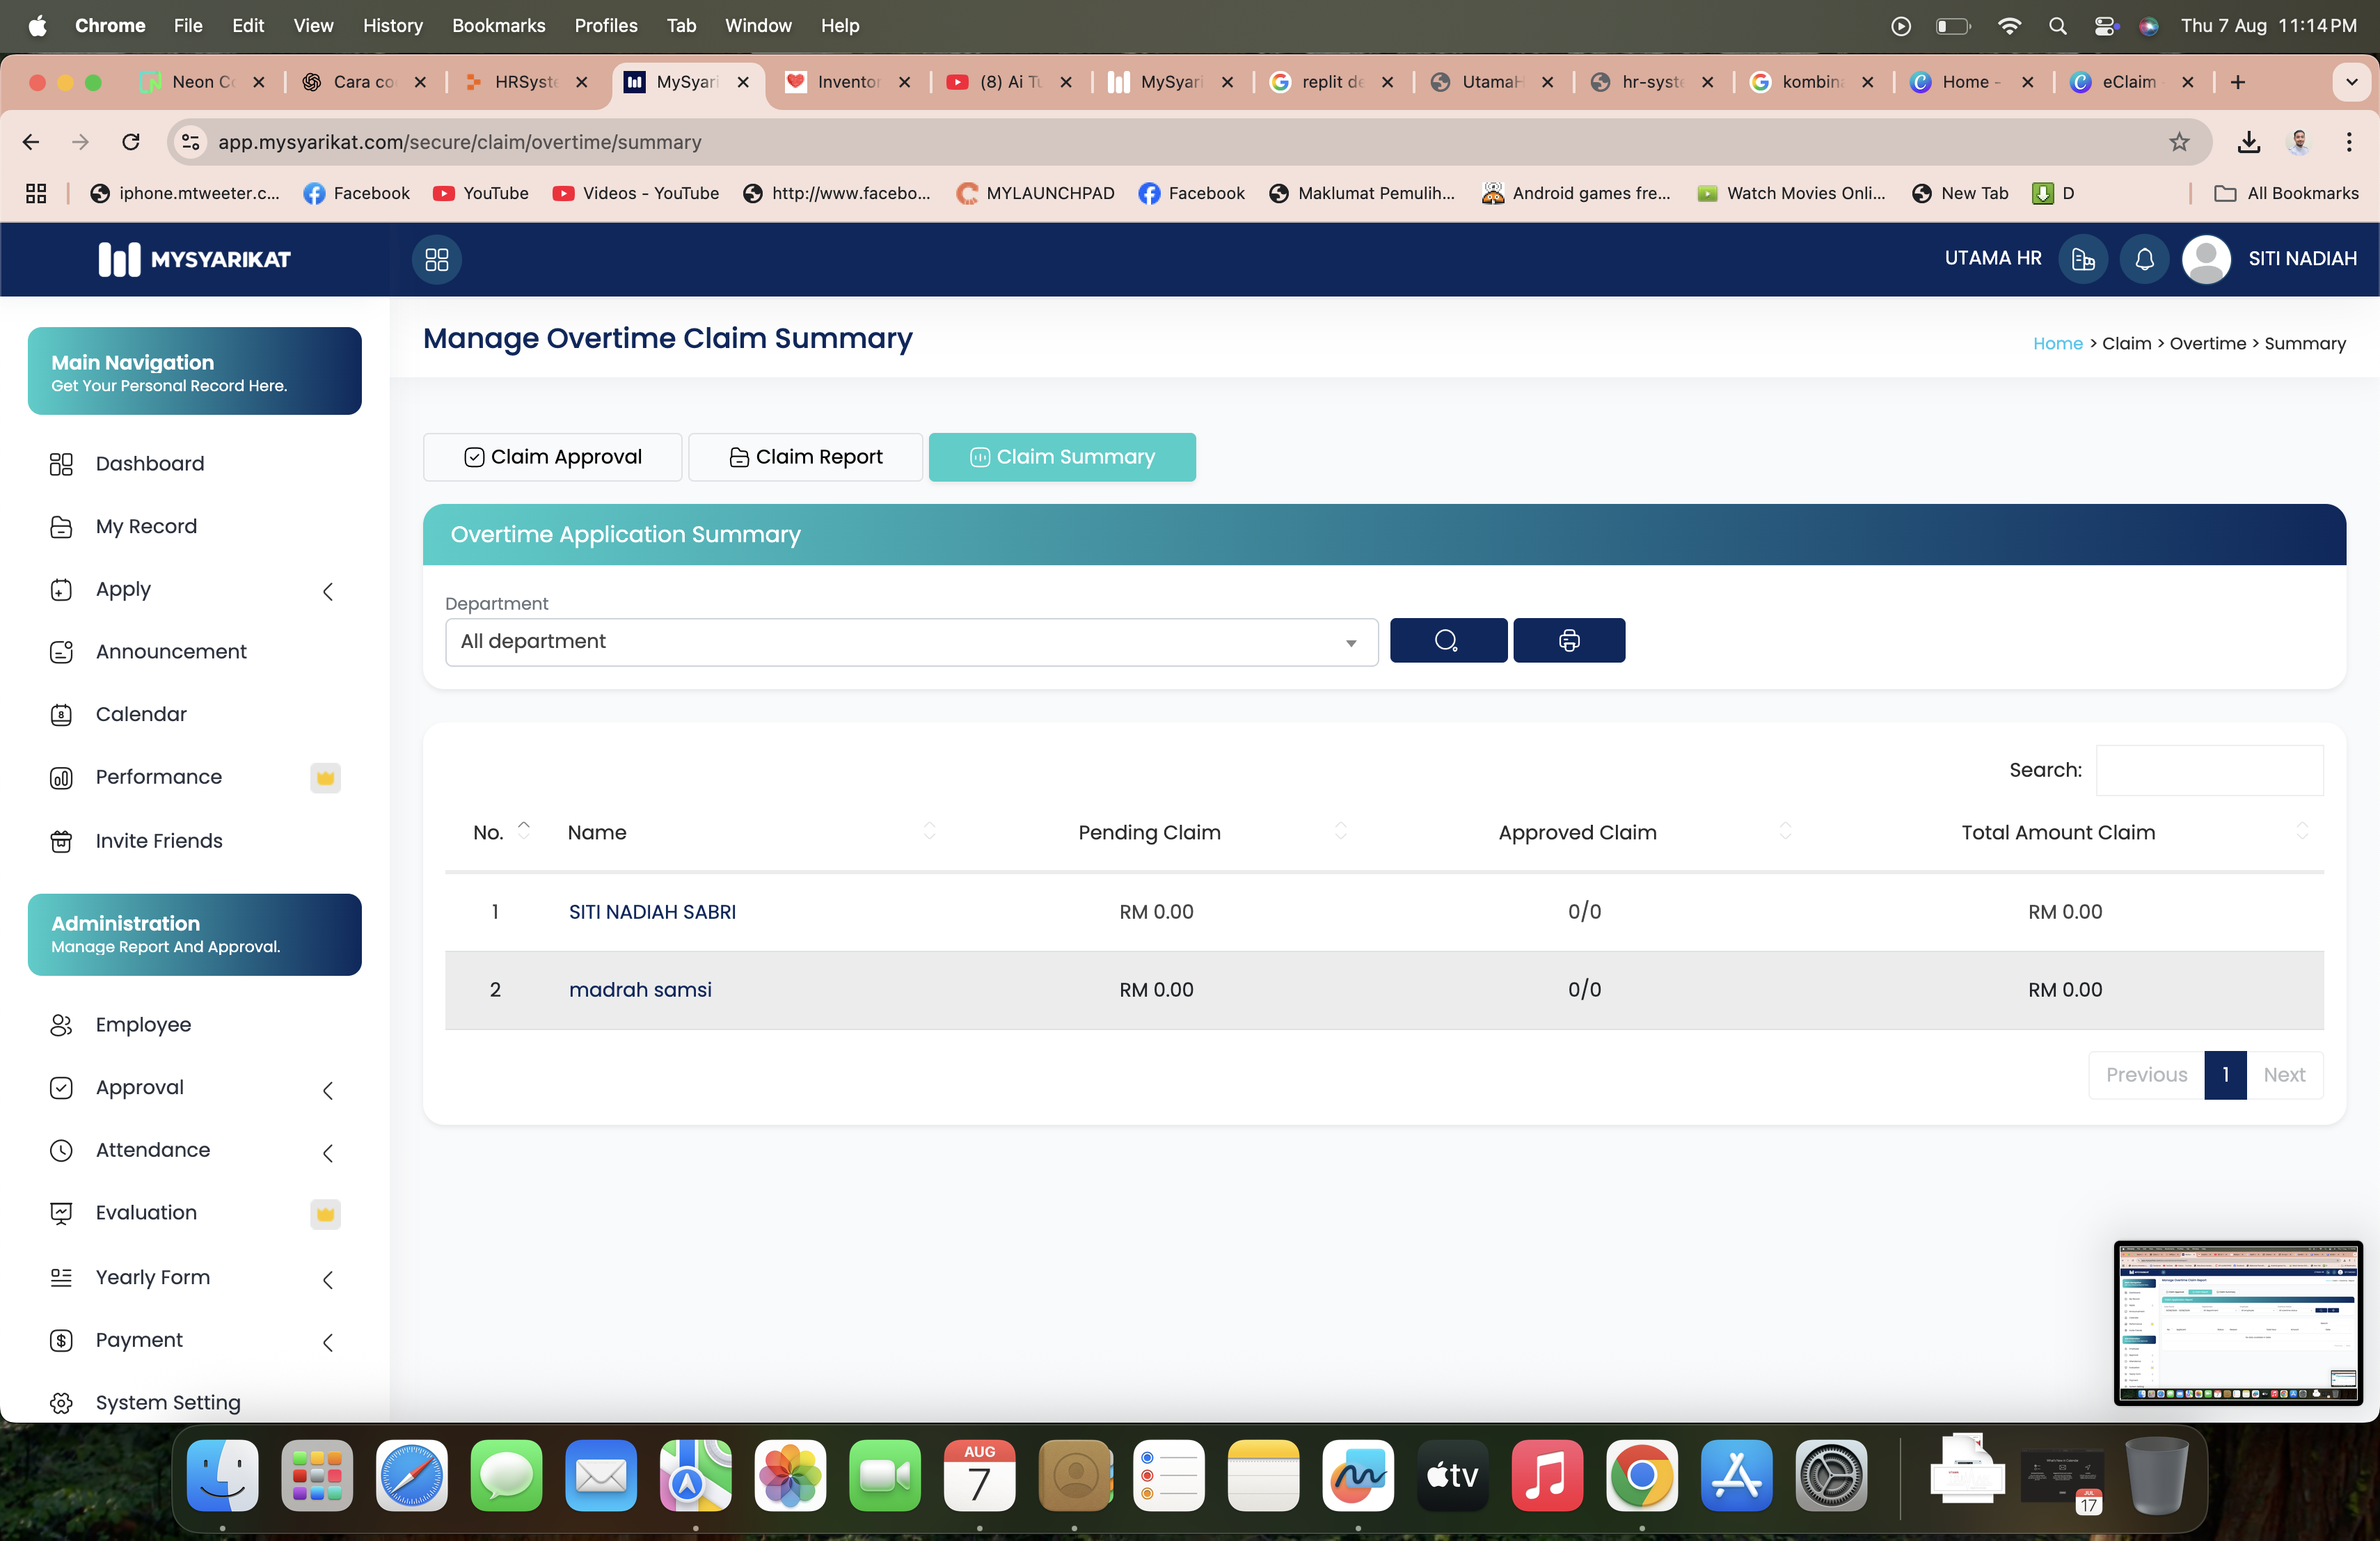 Chrome File Edit View History Bookmarks Profiles Tab Window Help Thu 7 Aug 11:14 PM
Neon Co Cara co HRSyste MySyari Inventor (8) Ai Tu MySyari replit de UtamaH hr-syste kombina Home - eClaim
app.mysyarikat.com/secure/claim/overtime/summary
iphone.mtweeter.c... Facebook YouTube Videos - YouTube http://www.facebo... MYLAUNCHPAD Facebook Maklumat Pemulih... Android games fre... Watch Movies Onli... New Tab D All Bookmarks
MYSYARIKAT UTAMA HR SITI NADIAH
Manage Overtime Claim Summary
Home > Claim > Overtime > Summary
Main Navigation
Get Your Personal Record Here.
Dashboard
My Record
Apply
Announcement
Calendar
Performance
Invite Friends
Administration
Manage Report And Approval.
Employee
Approval
Attendance
Evaluation
Yearly Form
Payment
System Setting
Claim Approval Claim Report Claim Summary
Overtime Application Summary
Department
All department
Search:
No. Name Pending Claim Approved Claim Total Amount Claim
1 SITI NADIAH SABRI RM 0.00 0/0 RM 0.00
2 madrah samsi RM 0.00 0/0 RM 0.00
Previous 1 Next
AUG
7
tv
JUL
17